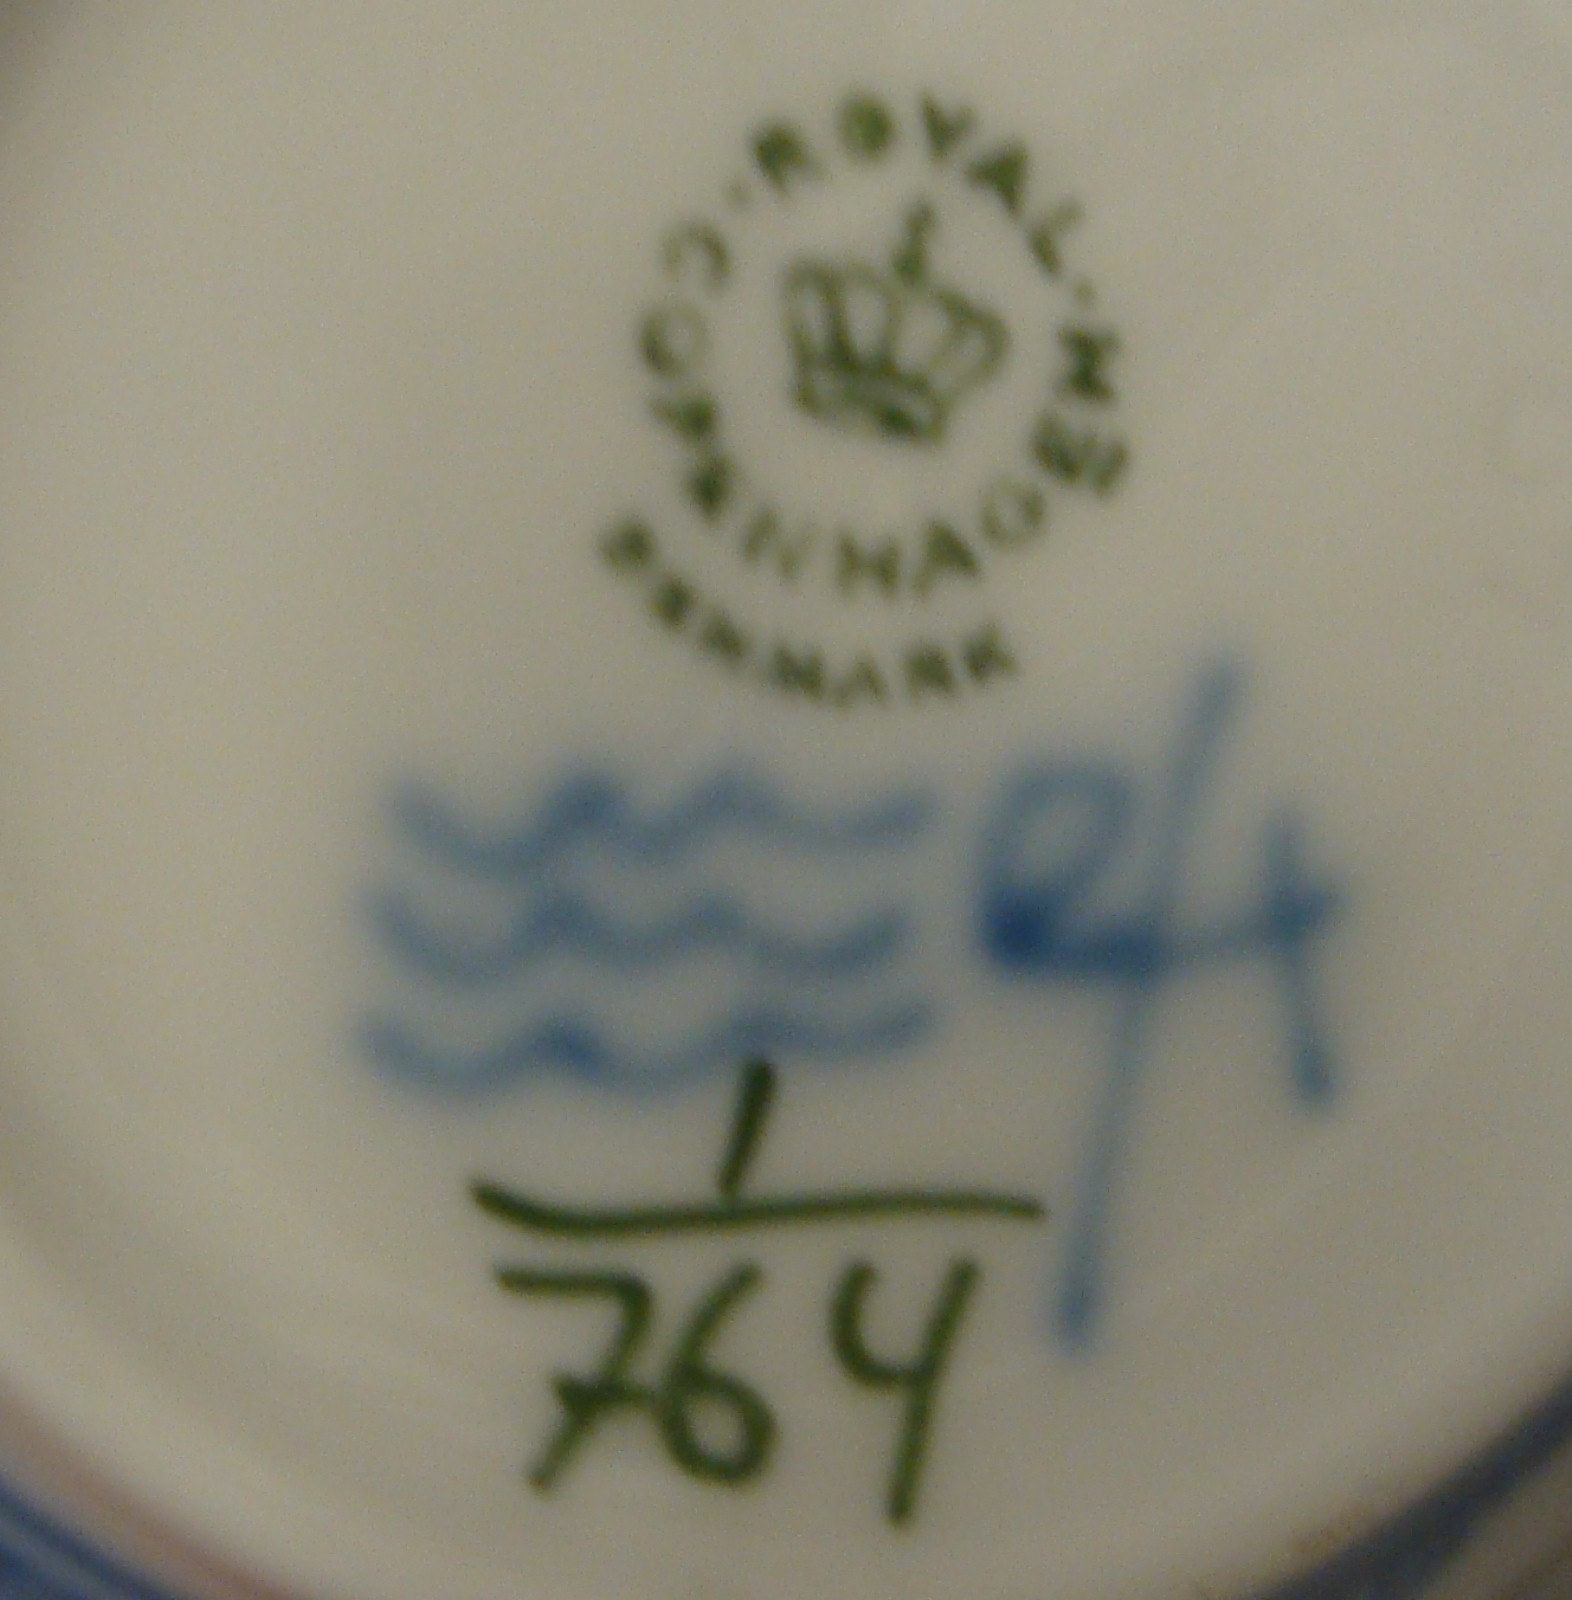 ROYAL COPENHAGEN
DENMARK
1
764